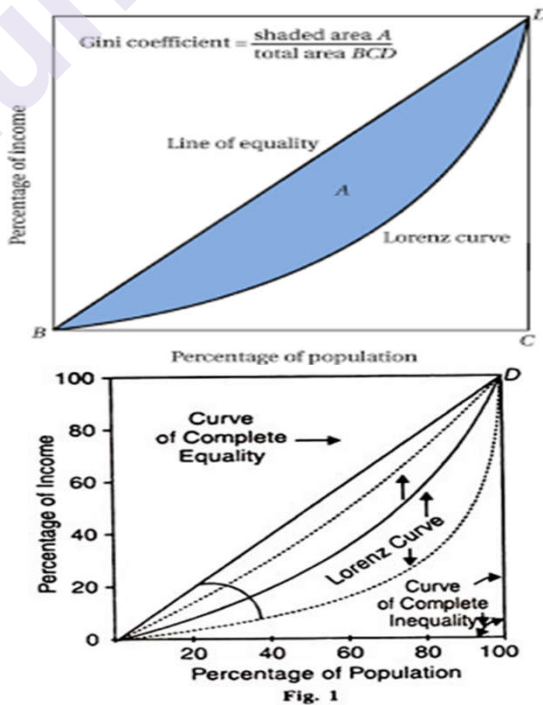 D
Gini coefficient = shaded area A
total area BCD
Line of equality
A
Percentage of income
Lorenz curve
B
C
Percentage of population
100
D
Curve
of Complete
Equality
80
60
40
20
0
Percentage of Income
Lorenz Curve
Curve
of Complete
Inequality
20 40 60 80 100
Percentage of Population
Fig. 1